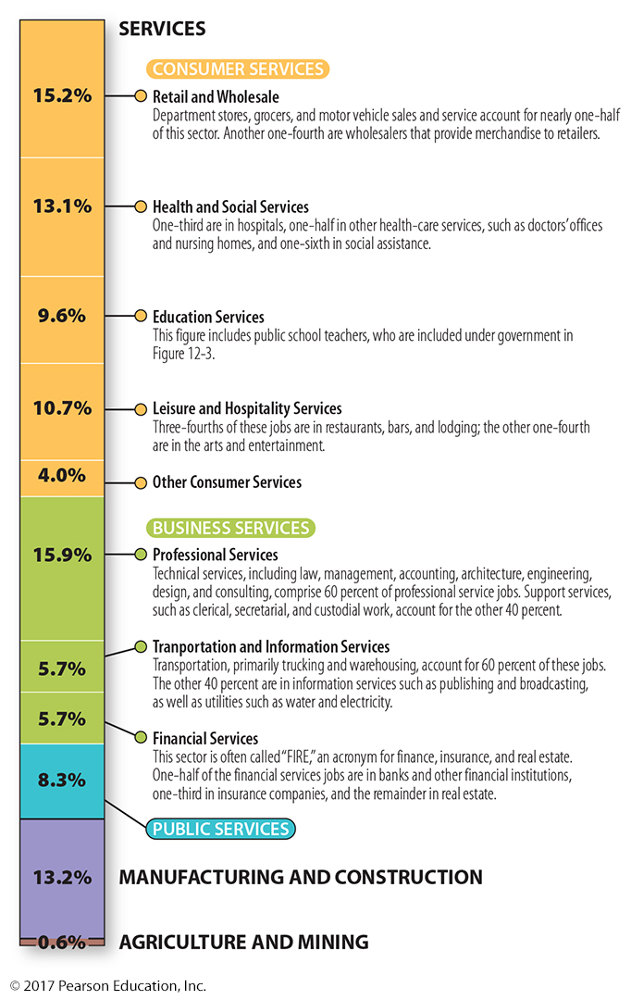 SERVICES
CONSUMER SERVICES
15.2%
Retail and Wholesale
Department stores, grocers, and motor vehicle sales and service account for nearly one-half
of this sector. Another one-fourth are wholesalers that provide merchandise to retailers.
13.1%
Health and Social Services
One-third are in hospitals, one-half in other health-care services, such as doctors’ offices
and nursing homes, and one-sixth in social assistance.
9.6%
Education Services
This figure includes public school teachers, who are included under government in
Figure 12-3.
10.7%
Leisure and Hospitality Services
Three-fourths of these jobs are in restaurants, bars, and lodging; the other one-fourth
are in the arts and entertainment.
4.0%
Other Consumer Services
BUSINESS SERVICES
15.9%
Professional Services
Technical services, including law, management, accounting, architecture, engineering,
design, and consulting, comprise 60 percent of professional service jobs. Support services,
such as clerical, secretarial, and custodial work, account for the other 40 percent.
5.7%
Tranportation and Information Services
Transportation, primarily trucking and warehousing, account for 60 percent of these jobs.
The other 40 percent are in information services such as publishing and broadcasting,
as well as utilities such as water and electricity.
5.7%
Financial Services
This sector is often called “FIRE,” an acronym for finance, insurance, and real estate.
One-half of the financial services jobs are in banks and other financial institutions,
one-third in insurance companies, and the remainder in real estate.
8.3%
PUBLIC SERVICES
13.2%
MANUFACTURING AND CONSTRUCTION
0.6%
AGRICULTURE AND MINING
© 2017 Pearson Education, Inc.